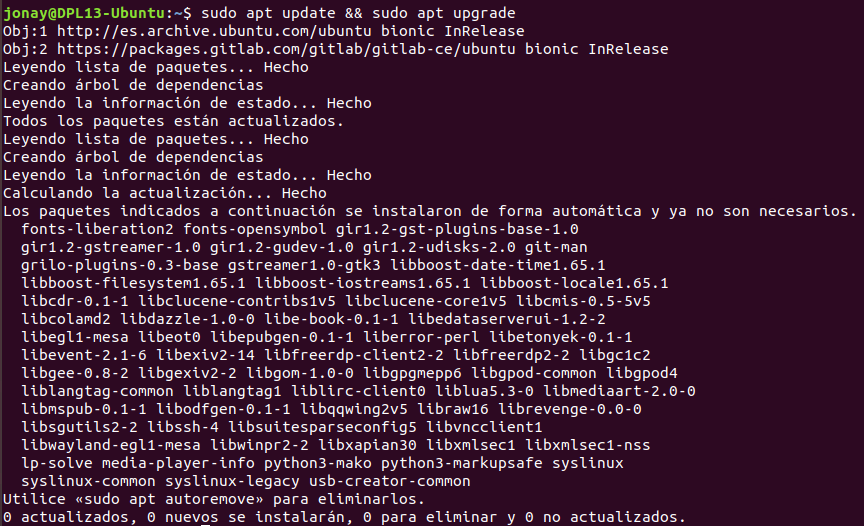 jonay@DPL13-Ubuntu:~$ sudo apt update && sudo apt upgrade
Obj:1 http://es.archive.ubuntu.com/ubuntu bionic InRelease
Obj:2 https://packages.gitlab.com/gitlab/gitlab-ce/ubuntu bionic InRelease
Leyendo lista de paquetes... Hecho
Creando árbol de dependencias
Leyendo la información de estado... Hecho
Todos los paquetes están actualizados.
Leyendo lista de paquetes... Hecho
Creando árbol de dependencias
Leyendo la información de estado... Hecho
Calculando la actualización... Hecho
Los paquetes indicados a continuación se instalaron de forma automática y ya no son necesarios.
  fonts-liberation2 fonts-opensymbol gir1.2-gst-plugins-base-1.0
  gir1.2-gstreamer-1.0 gir1.2-gudev-1.0 gir1.2-udisks-2.0 git-man
  grilo-plugins-0.3-base gstreamer1.0-gtk3 libboost-date-time1.65.1
  libboost-filesystem1.65.1 libboost-iostreams1.65.1 libboost-locale1.65.1
  libcdr-0.1-1 libclucene-contribs1v5 libclucene-core1v5 libcmis-0.5-5v5
  libcolamd2 libdazzle-1.0-0 libe-book-0.1-1 libedataserverui-1.2-2
  libegl1-mesa libeot0 libepubgen-0.1-1 liberror-perl libetonyek-0.1-1
  libevent-2.1-6 libexiv2-14 libfreerdp-client2-2 libfreerdp2-2 libgc1c2
  libgee-0.8-2 libgexiv2-2 libgom-1.0-0 libgpgmepp6 libgpod-common libgpod4
  liblangtag-common liblangtag1 liblirc-client0 liblua5.3-0 libmediaart-2.0-0
  libmspub-0.1-1 libodfgen-0.1-1 libqqwing2v5 libraw16 librevenge-0.0-0
  libsgutils2-2 libssh-4 libsuitesparseconfig5 libvncclient1
  libwayland-egl1-mesa libwinpr2-2 libxapian30 libxmlsec1 libxmlsec1-nss
  lp-solve media-player-info python3-mako python3-markupsafe syslinux
  syslinux-common syslinux-legacy usb-creator-common
Utilice «sudo apt autoremove» para eliminarlos.
0 actualizados, 0 nuevos se instalarán, 0 para eliminar y 0 no actualizados.